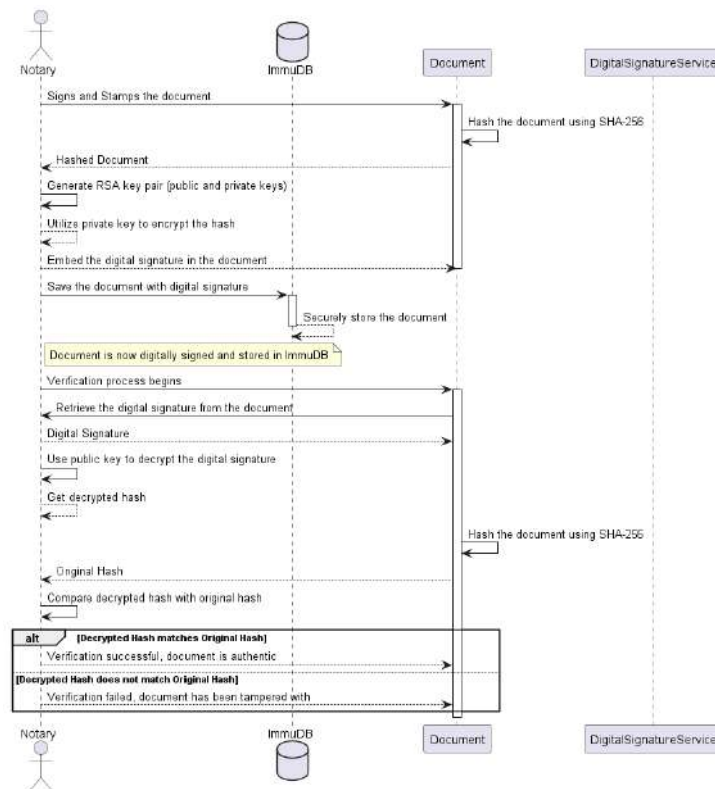 Notary
ImmuDB
Document
DigitalSignatureService
Signs and Stamps the document
Hash the document using SHA-256
Hashed Document
Generate RSA key pair (public and private keys)
Utilize private key to encrypt the hash
Embed the digital signature in the document
Save the document with digital signature
Securely store the document
Document is now digitally signed and stored in ImmuDB
Verification process begins
Retrieve the digital signature from the document
Digital Signature
Use public key to decrypt the digital signature
Get decrypted hash
Hash the document using SHA-256
Original Hash
Compare decrypted hash with original hash
alt [Decrypted Hash matches Original Hash]
Verification successful, document is authentic
[Decrypted Hash does not match Original Hash]
Verification failed, document has been tampered with
Notary
ImmuDB
Document
DigitalSignatureService